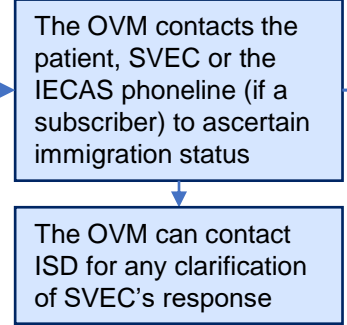 The OVM contacts the
patient, SVEC or the
IECAS phoneline (if a
subscriber) to ascertain
immigration status
The OVM can contact
ISD for any clarification
of SVEC’s response